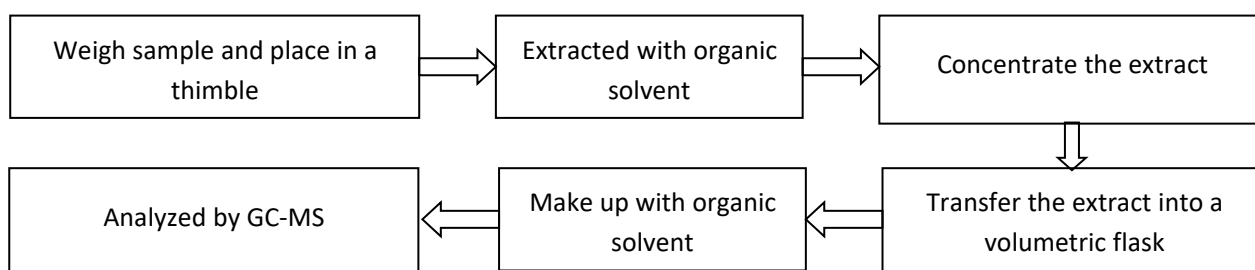 Weigh sample and place in a
thimble
Extracted with organic
solvent
Concentrate the extract
Transfer the extract into a
volumetric flask
Make up with organic
solvent
Analyzed by GC-MS